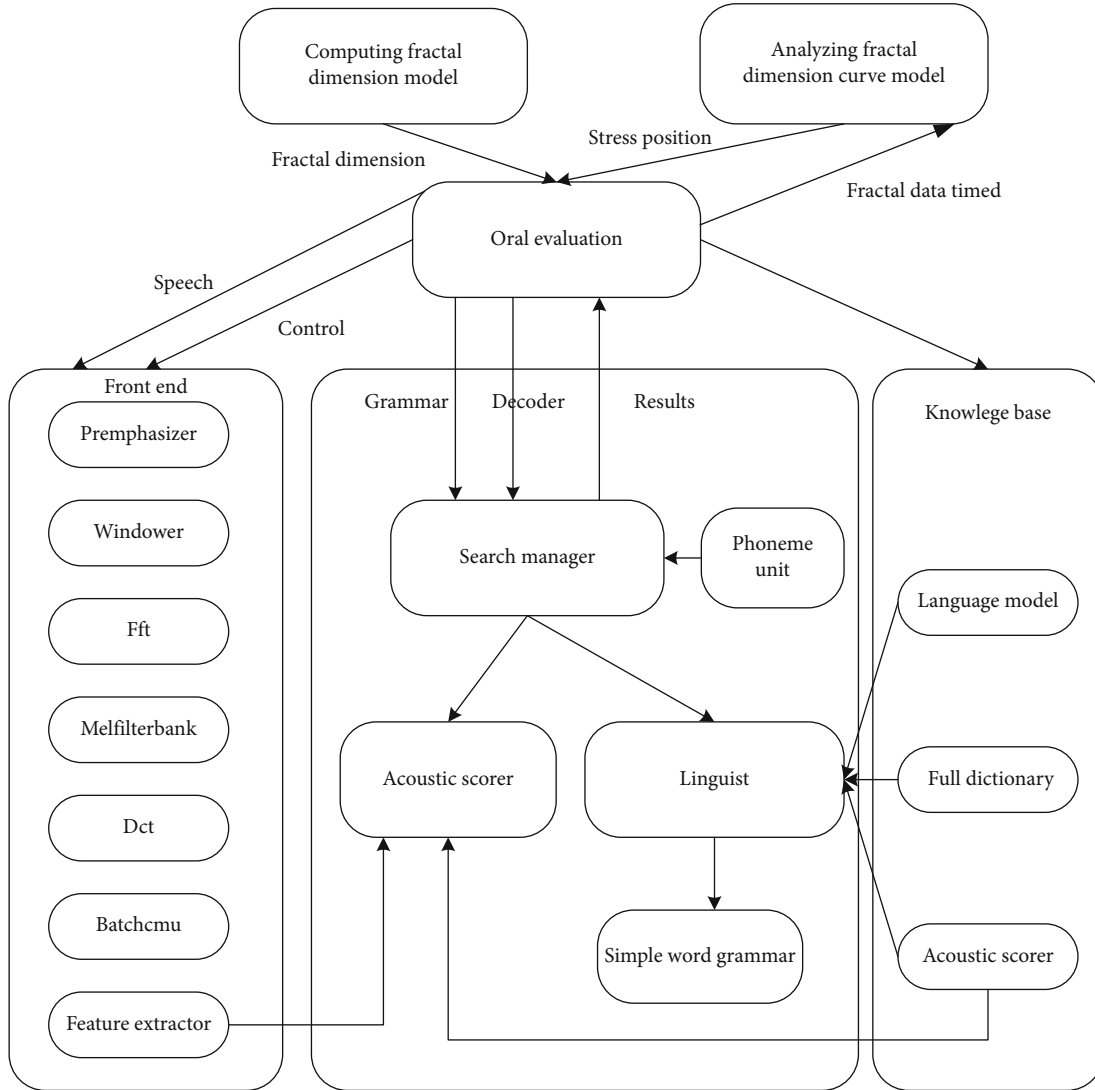 Computing fractal
dimension model
Analyzing fractal
dimension curve model
Stress position
Fractal dimension
Fractal data timed
Oral evaluation
Speech
Control
Front end
Premphasizer
Windower
Fft
Melfilterbank
Dct
Batchcmu
Feature extractor
Grammar
Decoder
Results
Search manager
Phoneme
unit
Acoustic scorer
Linguist
Simple word grammar
Knowlege base
Language model
Full dictionary
Acoustic scorer